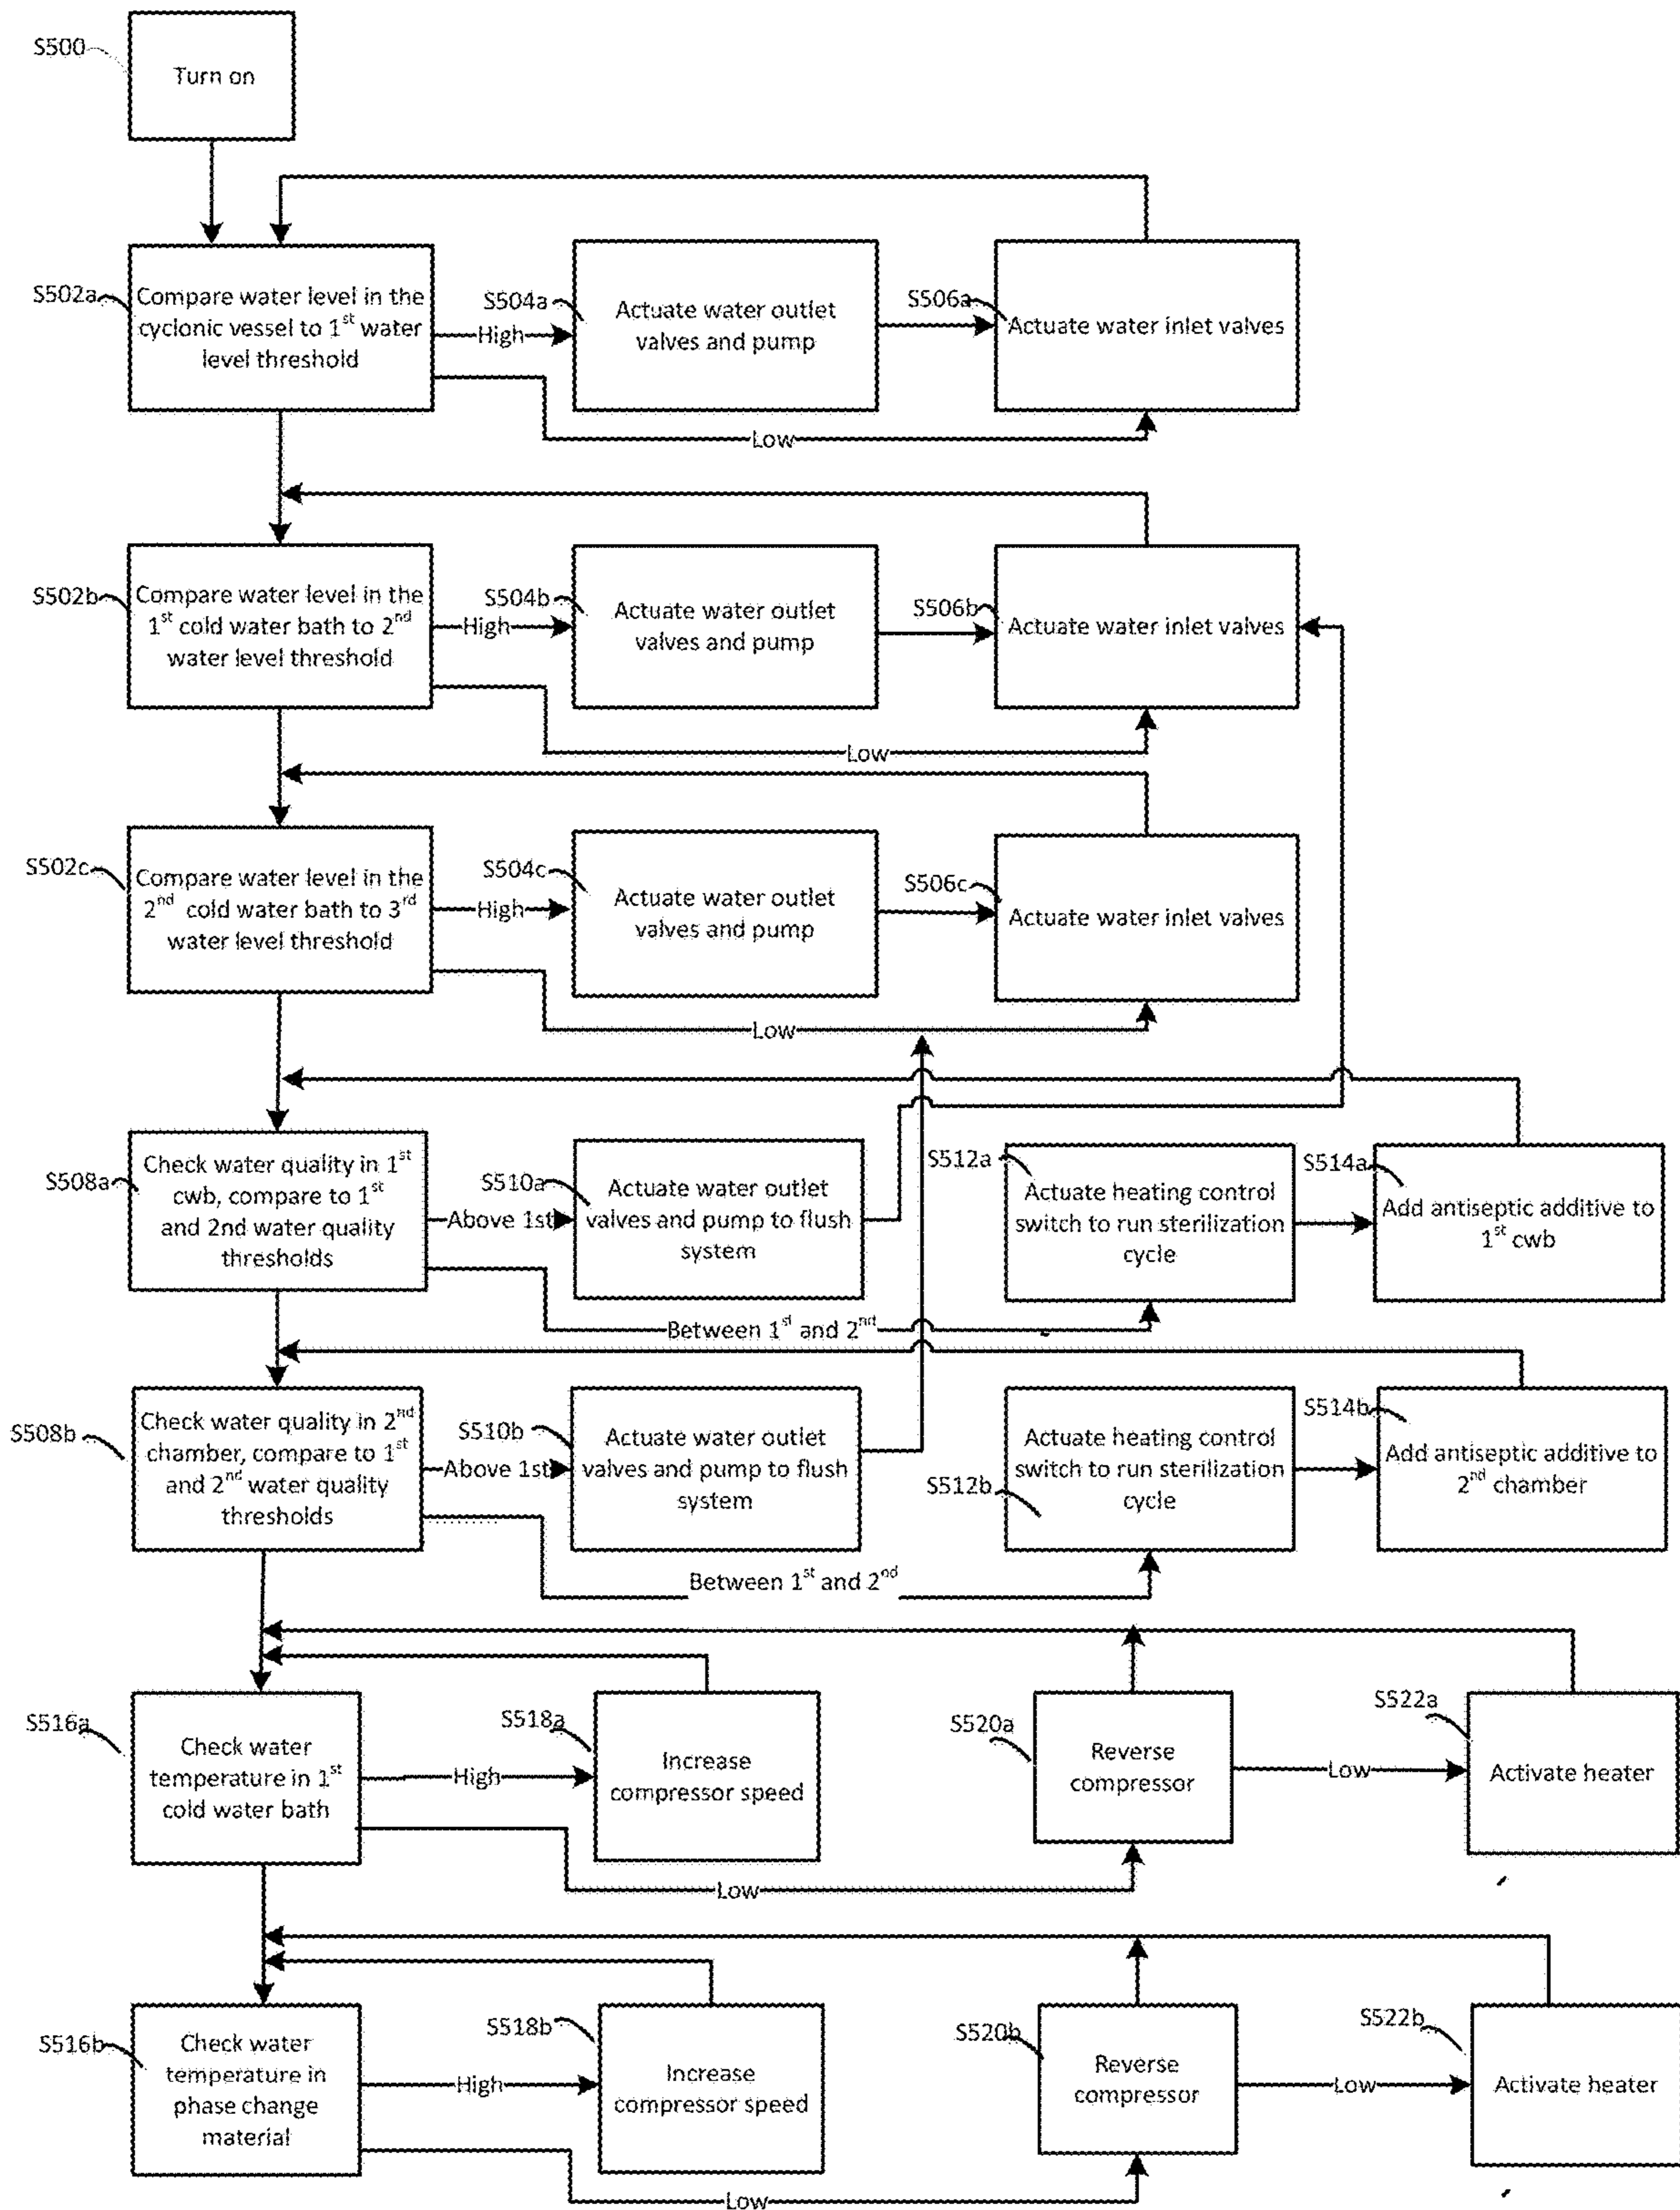 S500
Turn on
S502a
Compare water level in the
cyclonic vessel to 1st water
level threshold
High
S504a
Actuate water outlet
valves and pump
S506a
Actuate water inlet valves
Low
S502b
Compare water level in the
1st cold water bath to 2nd
water level threshold
High
S504b
Actuate water outlet
valves and pump
S506b
Actuate water inlet valves
Low
S502c
Compare water level in the
2nd cold water bath to 3rd
water level threshold
High
S504c
Actuate water outlet
valves and pump
S506c
Actuate water inlet valves
Low
S508a
Check water quality in 1st
cwb, compare to 1st
and 2nd water quality
thresholds
Above 1st
S510a
Actuate water outlet
valves and pump to flush
system
S512a
Actuate heating control
switch to run sterilization
cycle
S514a
Add antiseptic additive to
1st cwb
Between 1st and 2nd
S508b
Check water quality in 2nd
chamber, compare to 1st
and 2nd water quality
thresholds
Above 1st
S510b
Actuate water outlet
valves and pump to flush
system
S512b
Actuate heating control
switch to run sterilization
cycle
S514b
Add antiseptic additive to
2nd chamber
Between 1st and 2nd
S516a
Check water
temperature in 1st
cold water bath
High
S518a
Increase
compressor speed
S520a
Reverse
compressor
Low
S522a
Activate heater
Low
S516b
Check water
temperature in
phase change
material
High
S518b
Increase
compressor speed
S520b
Reverse
compressor
Low
S522b
Activate heater
Low